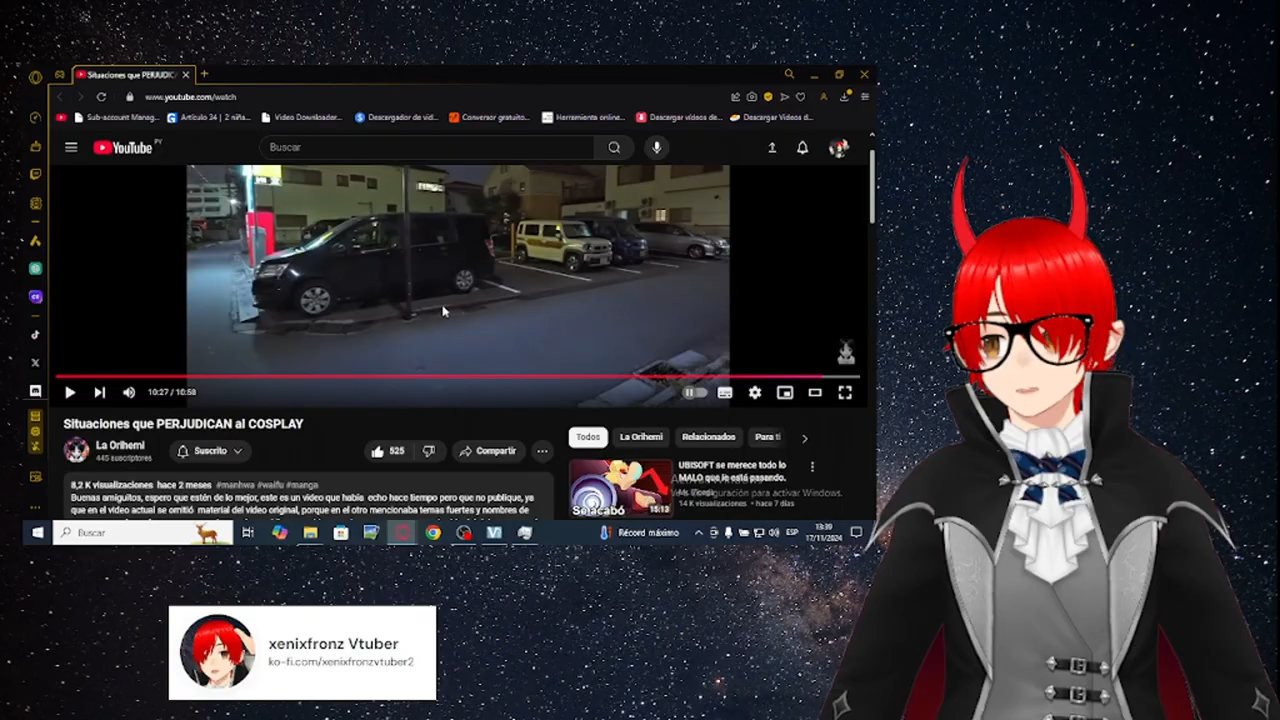 Situaciones que PERJUDIC
www.youtube.com/watch
Sub-account Manag...
Artículo 34 | 2 niña...
Video Downloader...
Descargador de vid...
Conversor gratuito...
Herramienta online...
Descargar vídeos de...
Descargar Videos d...
YouTube PY
Buscar
10:27 / 10:58
Situaciones que PERJUDICAN al COSPLAY
La Orihemi
445 suscriptores
Suscrito
525
Compartir
8,2 K visualizaciones hace 2 meses #manhwa #waifu #manga
Buenas amiguitos, espero que estén de lo mejor, este es un video que había echo hace tiempo pero que no publique, ya
que en el video actual se omitió material del video original, porque en el otro mencionaba temas fuertes y nombres de
Todos
La Orihemi
Relacionados
Para ti
Se acabó
15:13
UBISOFT se merece todo lo
MALO que le está pasando.
14 K visualizaciones • hace 7 días
configuración para activar Windows.
Buscar
Récord máximo
ESP
13:39
17/11/2024
xenixfronz Vtuber
ko-fi.com/xenixfronzvtuber2